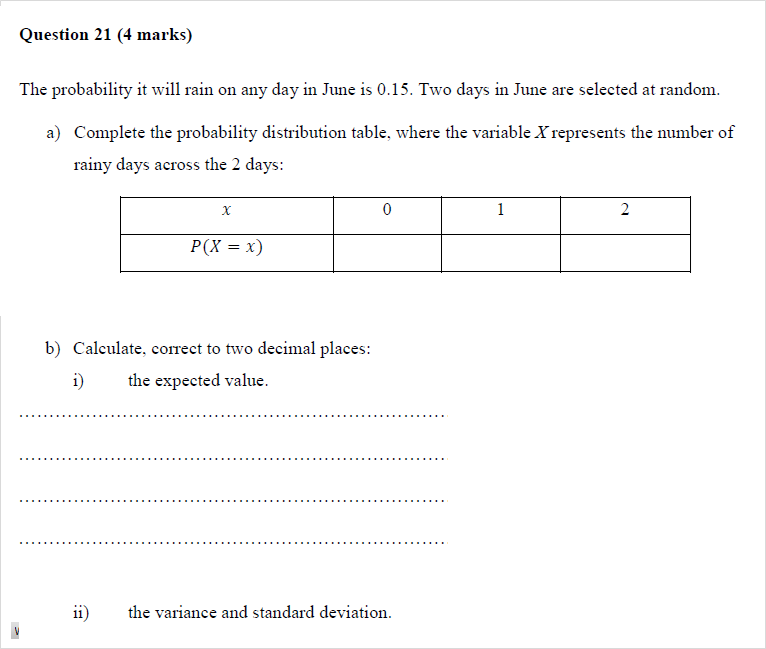 Question 21 (4 marks)
The probability it will rain on any day in June is 0.15. Two days in June are selected at random.
a) Complete the probability distribution table, where the variable X represents the number of
rainy days across the 2 days:
x 0 1 2
P(X = x)
b) Calculate, correct to two decimal places:
i) the expected value.
ii) the variance and standard deviation.